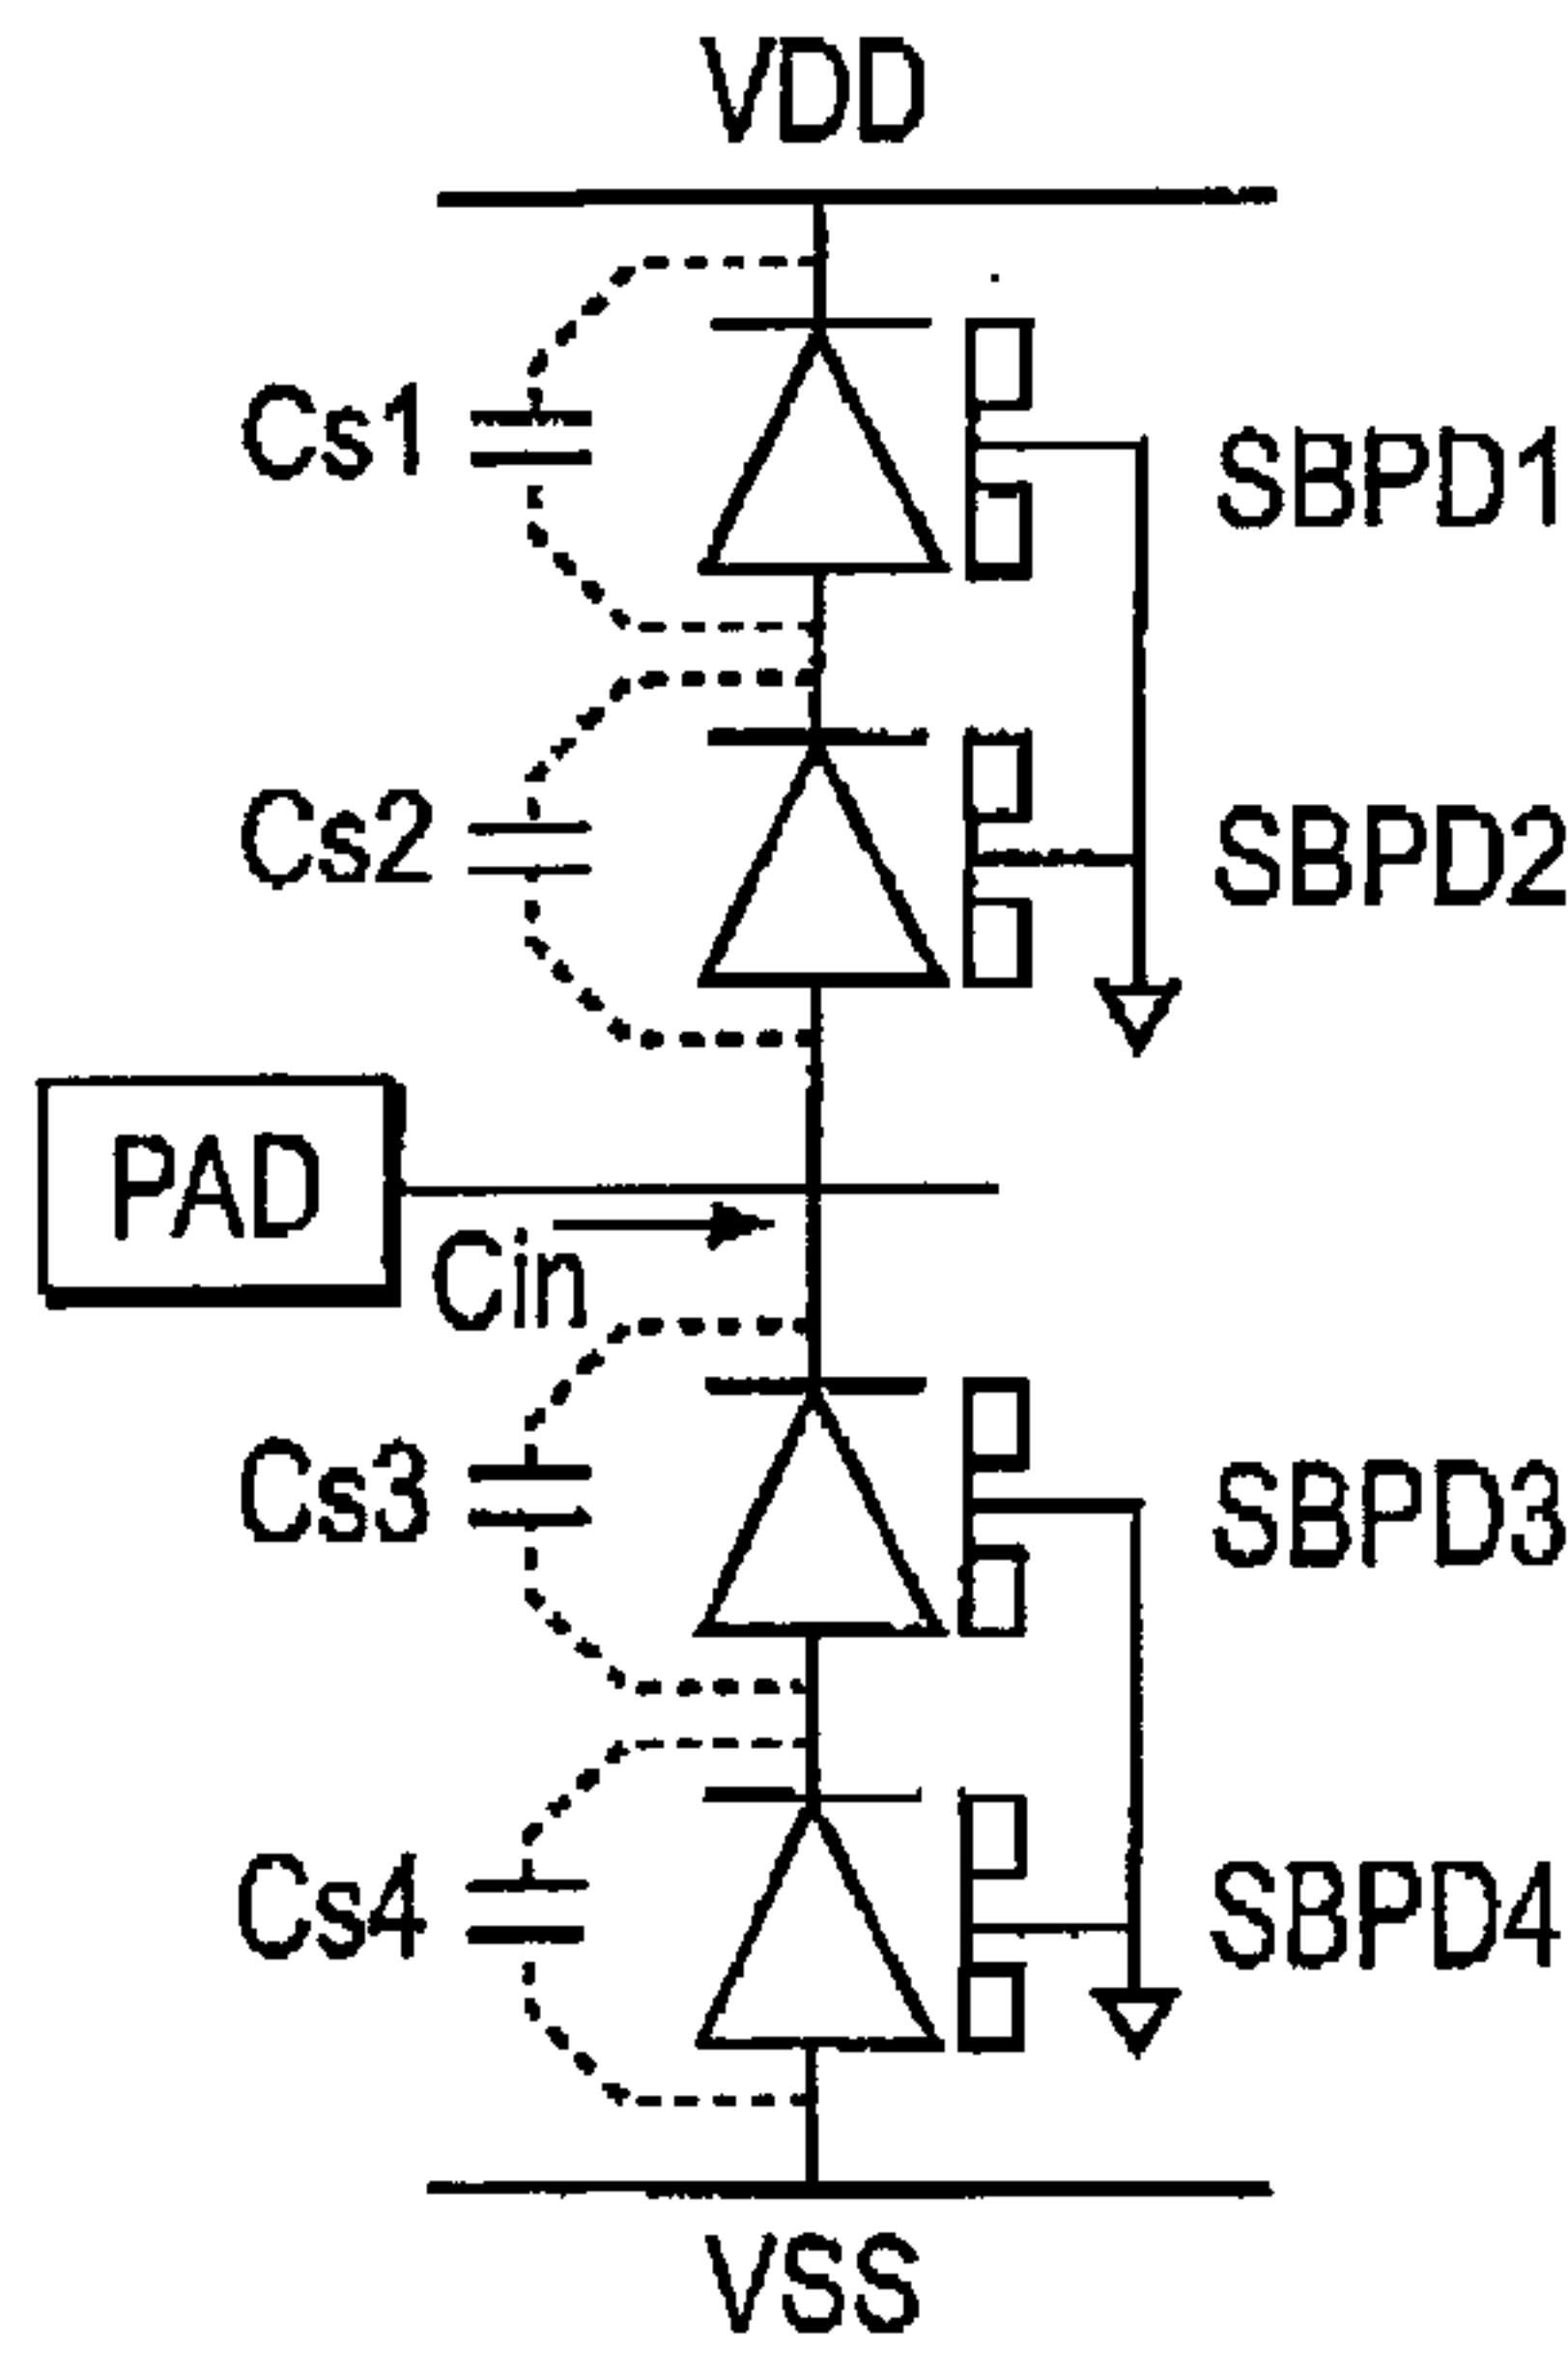 VDD
Cs1
SBPD1
Cs2
SBPD2
PAD
Cin
Cs3
SBPD3
Cs4
SBPD4
VSS